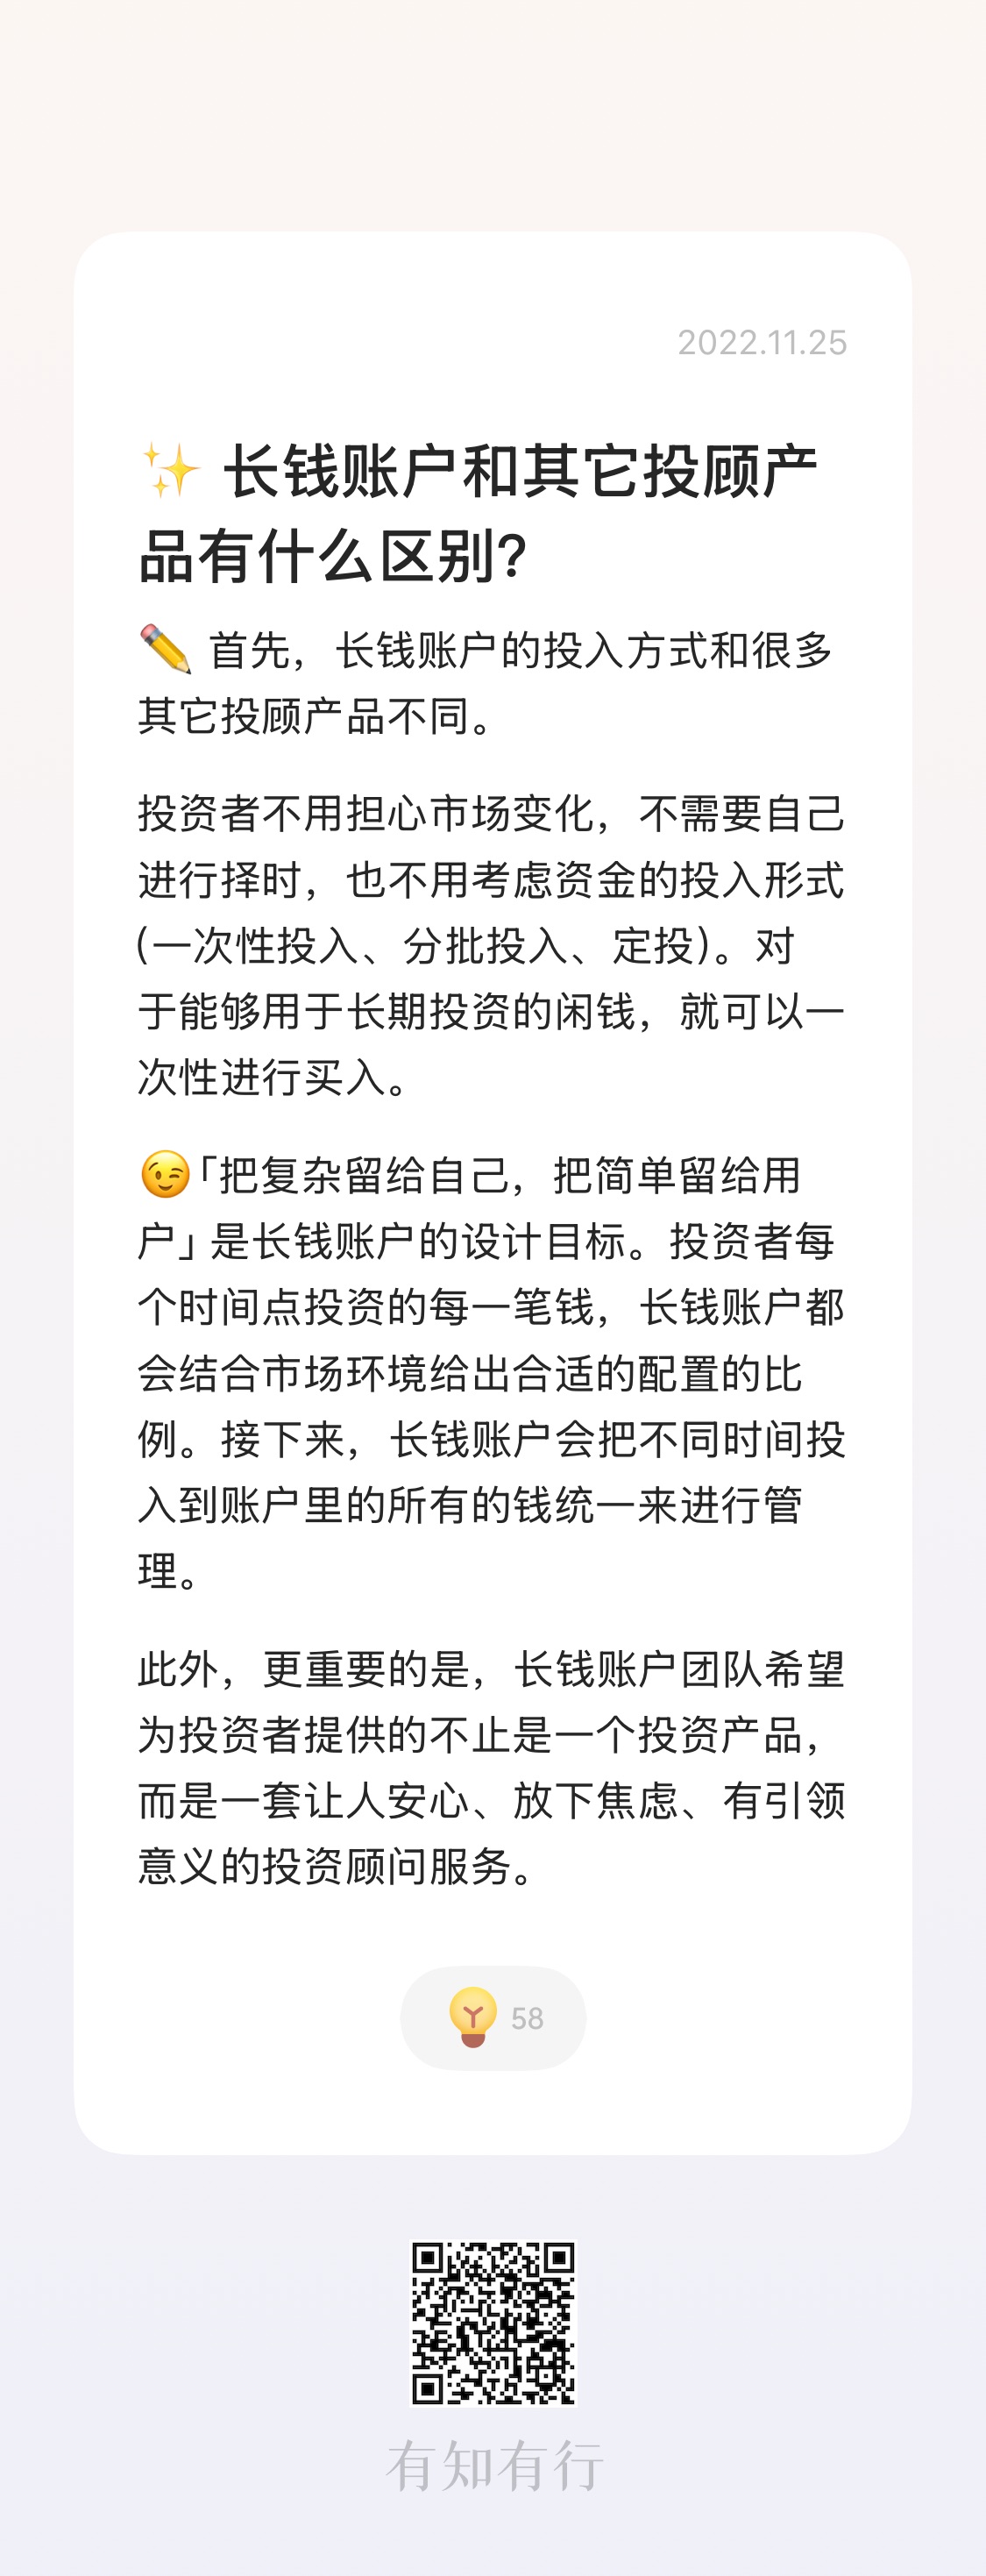 2022.11.25
✨ 长钱账户和其它投顾产
品有什么区别?
✏️ 首先，长钱账户的投入方式和很多
其它投顾产品不同。
投资者不用担心市场变化，不需要自己
进行择时，也不用考虑资金的投入形式
(一次性投入、分批投入、定投)。对
于能够用于长期投资的闲钱，就可以一
次性进行买入。
😉「把复杂留给自己，把简单留给用
户」是长钱账户的设计目标。投资者每
个时间点投资的每一笔钱，长钱账户都
会结合市场环境给出合适的配置的比
例。接下来，长钱账户会把不同时间投
入到账户里的所有的钱统一来进行管
理。
此外，更重要的是，长钱账户团队希望
为投资者提供的不止是一个投资产品，
而是一套让人安心、放下焦虑、有引领
意义的投资顾问服务。
58
有知有行